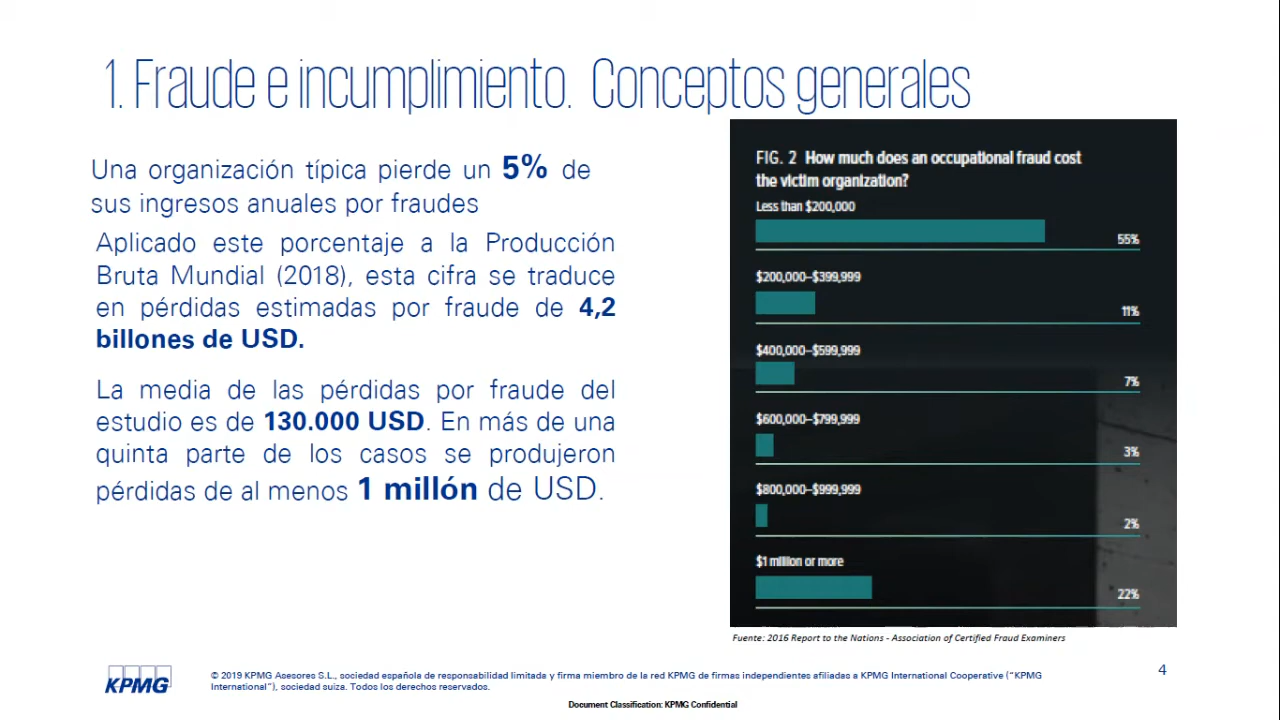 1. Fraude e incumplimiento. Conceptos generales
Una organización típica pierde un 5% de
sus ingresos anuales por fraudes
Aplicado este porcentaje a la Producción
Bruta Mundial (2018), esta cifra se traduce
en pérdidas estimadas por fraude de 4,2
billones de USD.
La media de las pérdidas por fraude del
estudio es de 130.000 USD. En más de una
quinta parte de los casos se produjeron
pérdidas de al menos 1 millón de USD.
FIG. 2 How much does an occupational fraud cost
the victim organization?
Less than $200,000
55%
$200,000–$399,999
11%
$400,000–$599,999
7%
$600,000–$799,999
3%
$800,000–$999,999
2%
$1 million or more
22%
Fuente: 2016 Report to the Nations - Association of Certified Fraud Examiners
KPMG
© 2019 KPMG Asesores S.L., sociedad española de responsabilidad limitada y firma miembro de la red KPMG de firmas independientes afiliadas a KPMG International Cooperative (“KPMG
International”), sociedad suiza. Todos los derechos reservados.
4
Document Classification: KPMG Confidential